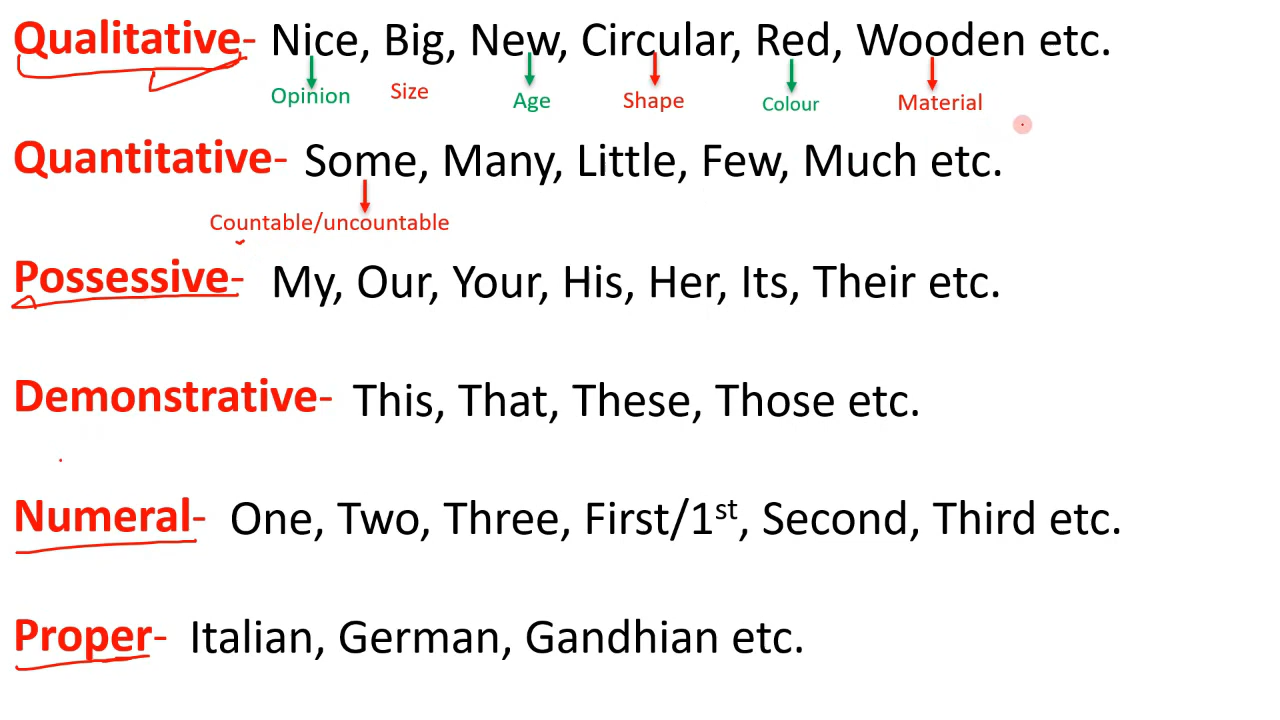 Qualitative- Nice, Big, New, Circular, Red, Wooden etc.
Opinion Size Age Shape Colour Material
Quantitative- Some, Many, Little, Few, Much etc.
Countable/uncountable
Possessive- My, Our, Your, His, Her, Its, Their etc.
Demonstrative- This, That, These, Those etc.
Numeral- One, Two, Three, First/1st, Second, Third etc.
Proper- Italian, German, Gandhian etc.